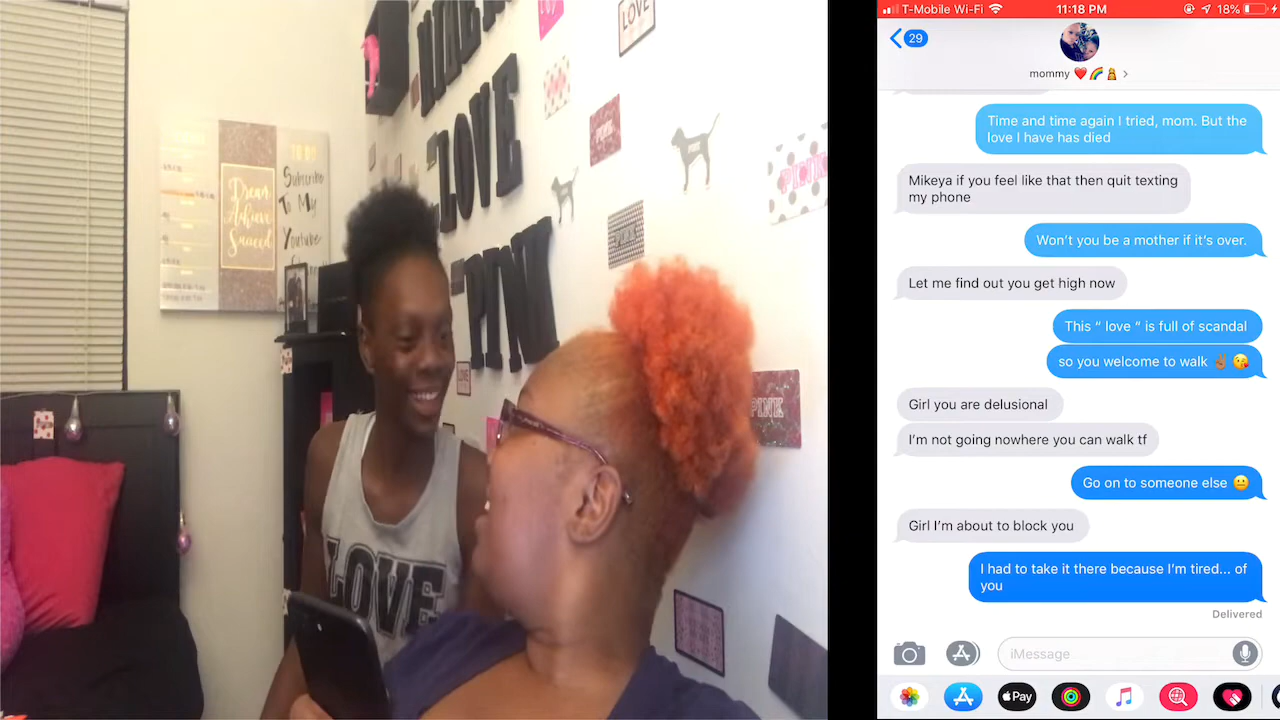 LOVE
LOVE
PINK
PINK
PINK
LOVE
Dream
Achieve
Succeed
TO DO
Subscribe
To My
Youtube
T-Mobile Wi-Fi 11:18 PM 18%
29
mommy ❤️🌈🧸 >
Time and time again I tried, mom. But the
love I have has died
Mikeya if you feel like that then quit texting
my phone
Won't you be a mother if it's over.
Let me find out you get high now
This “ love “ is full of scandal
so you welcome to walk ✌🏾😘
Girl you are delusional
I'm not going nowhere you can walk tf
Go on to someone else 😐
Girl I'm about to block you
I had to take it there because I'm tired... of
you
Delivered
iMessage
Pay